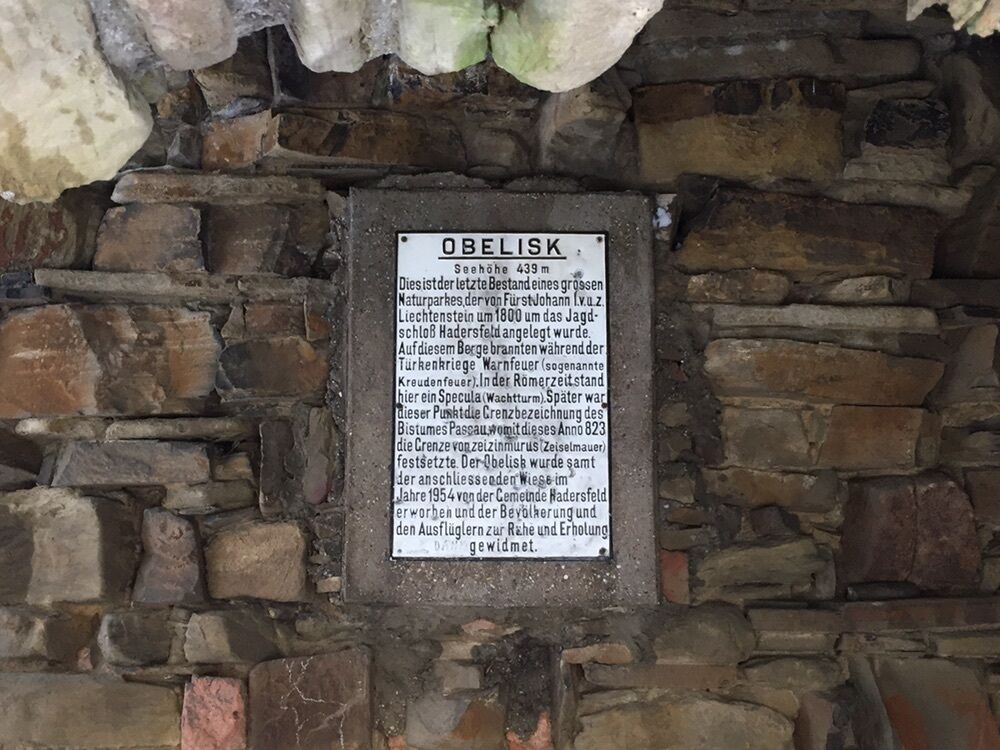 OBELISK
Seehöhe 439 m
Dies ist der letzte Bestand eines grossen
Naturparkes, der von Fürst Johann I. v. u. z.
Liechtenstein um 1800 um das Jagd-
schloß Hadersfeld angelegt wurde.
Auf diesem Berge brannten während der
Türkenkriege Warnfeuer (sogenannte
Kreudenfeuer). In der Römerzeit stand
hier ein Specula (Wachtturm). Später war
dieser Punkt die Grenzbezeichnung des
Bistumes Passau, womit dieses Anno 823
die Grenze von zeizinmurus (Zeiselmauer)
festsetzte. Der Obelisk wurde samt
der anschliessenden Wiese im
Jahre 1954 von der Gemeinde Hadersfeld
erworben und der Bevölkerung und
den Ausflüglern zur Ruhe und Erholung
gewidmet.